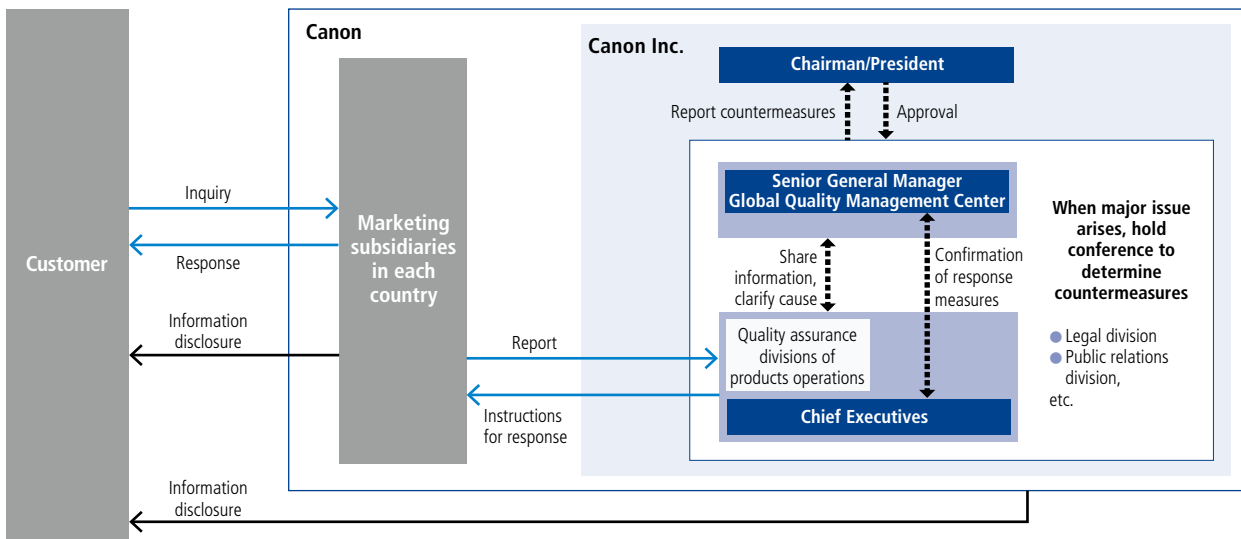 Canon
Canon Inc.
Chairman/President
Report countermeasures
Approval
Senior General Manager
Global Quality Management Center
When major issue
arises, hold
conference to
determine
countermeasures
Legal division
Public relations
division,
etc.
Share
information,
clarify cause
Confirmation
of response
measures
Quality assurance
divisions of
products operations
Chief Executives
Customer
Inquiry
Response
Information
disclosure
Marketing
subsidiaries
in each
country
Report
Instructions
for response
Information
disclosure